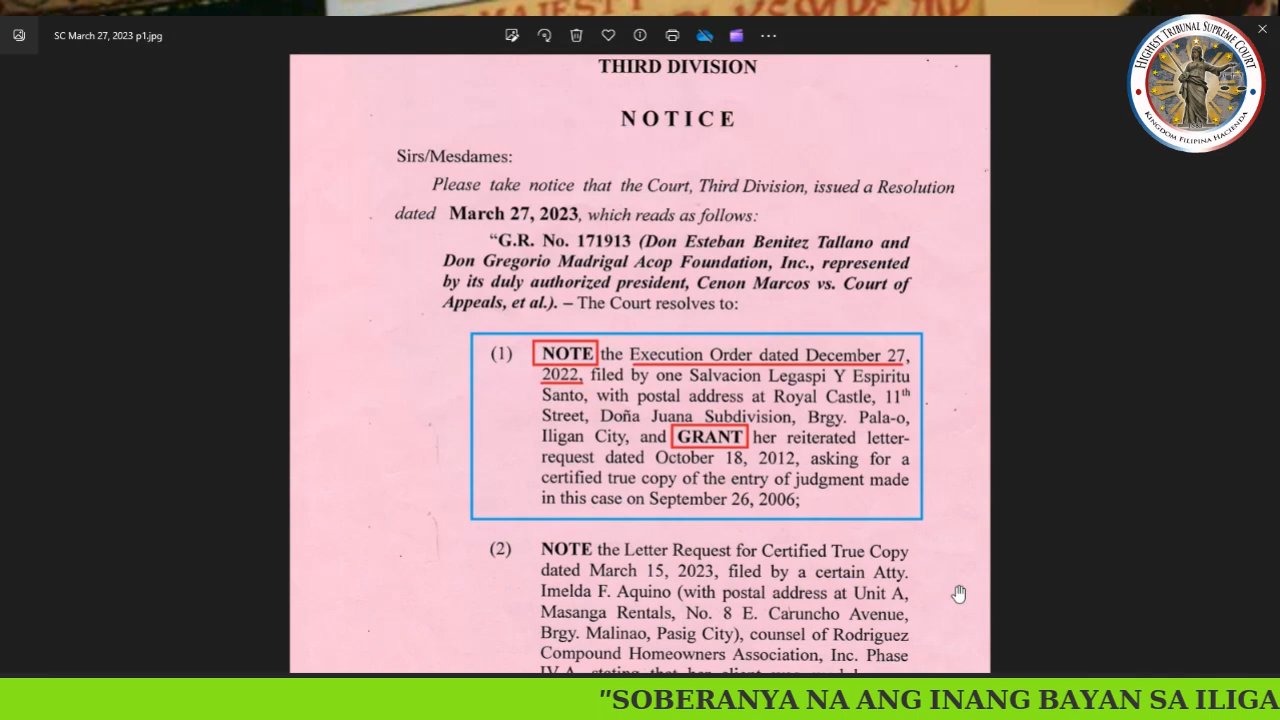 MAJESTY
SC March 27, 2023 p1.jpg
HIGHEST TRIBUNAL SUPREME COURT
KINGDOM FILIPINA HACIENDA
THIRD DIVISION
NOTICE
Sirs/Mesdames:
Please take notice that the Court, Third Division, issued a Resolution
dated March 27, 2023, which reads as follows:
“G.R. No. 171913 (Don Esteban Benitez Tallano and
Don Gregorio Madrigal Acop Foundation, Inc., represented
by its duly authorized president, Cenon Marcos vs. Court of
Appeals, et al.). – The Court resolves to:
(1) NOTE the Execution Order dated December 27,
2022, filed by one Salvacion Legaspi Y Espiritu
Santo, with postal address at Royal Castle, 11th
Street, Doña Juana Subdivision, Brgy. Pala-o,
Iligan City, and GRANT her reiterated letter-
request dated October 18, 2012, asking for a
certified true copy of the entry of judgment made
in this case on September 26, 2006;
(2) NOTE the Letter Request for Certified True Copy
dated March 15, 2023, filed by a certain Atty.
Imelda F. Aquino (with postal address at Unit A,
Masanga Rentals, No. 8 E. Caruncho Avenue,
Brgy. Malinao, Pasig City), counsel of Rodriguez
Compound Homeowners Association, Inc. Phase
IV-A, stating that her client
"SOBERANYA NA ANG INANG BAYAN SA ILIGA